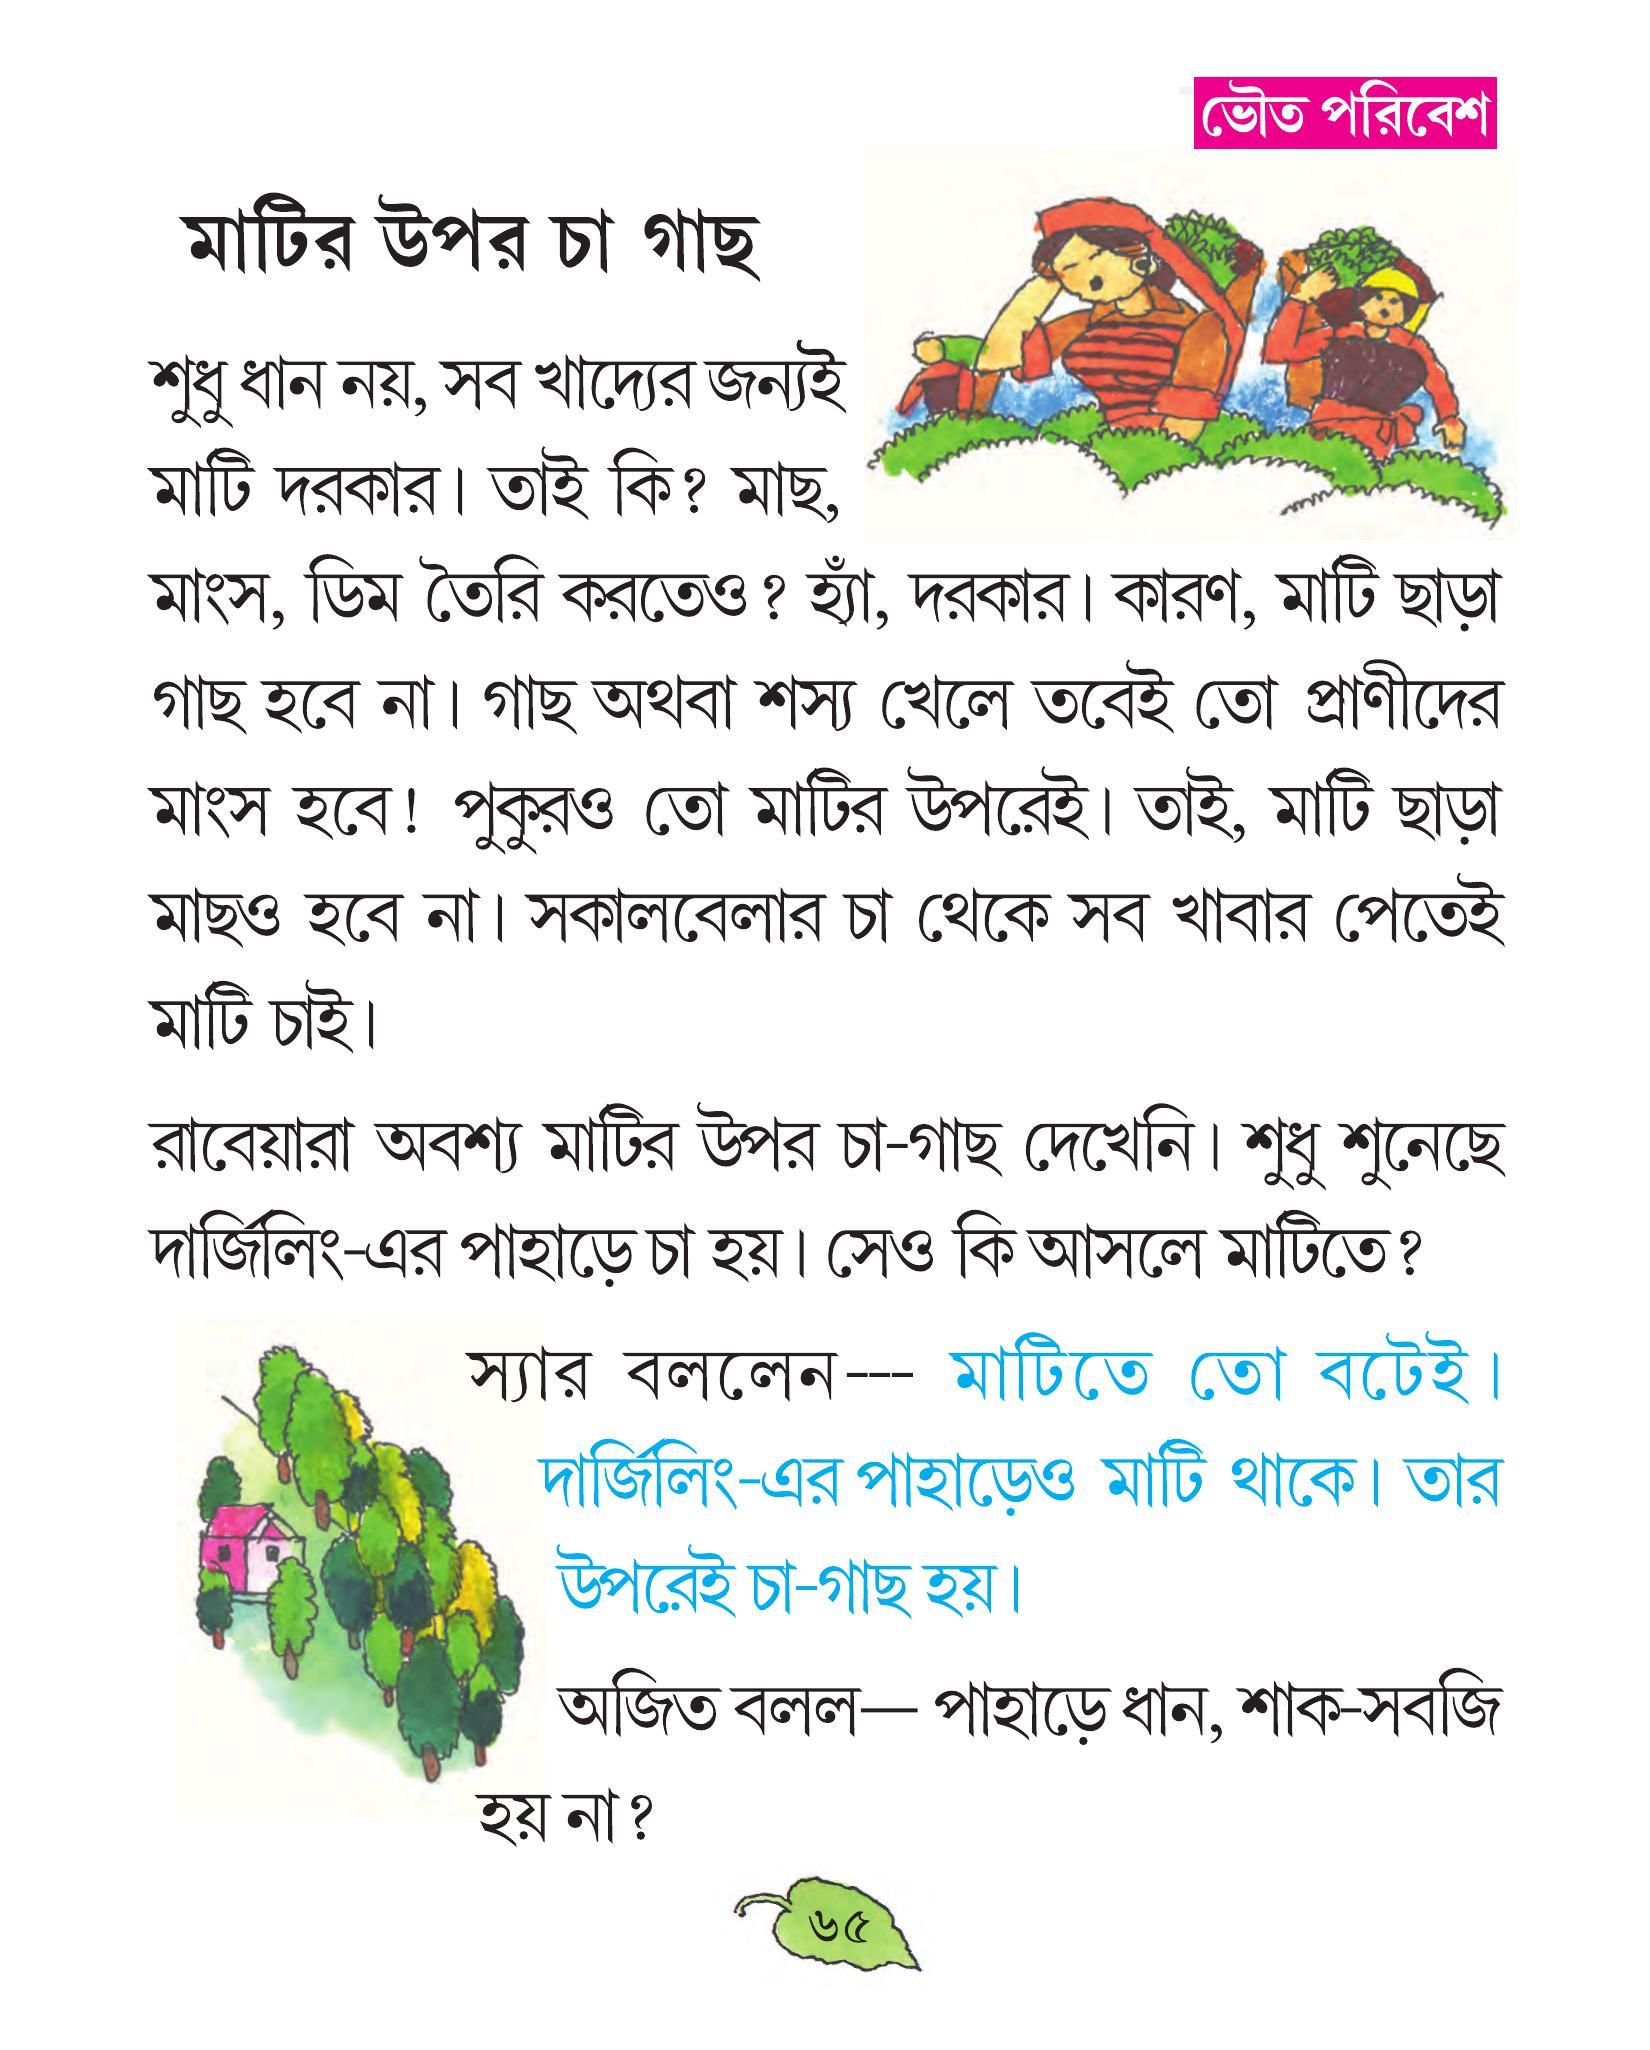 ভৌত পরিবেশ
মাটির উপর চা গাছ
শুধু ধান নয়, সব খাদ্যের জন্যই
মাটি দরকার। তাই কি? মাছ,
মাংস, ডিম তৈরি করতেও? হ্যাঁ, দরকার। কারণ, মাটি ছাড়া
গাছ হবে না। গাছ অথবা শস্য খেলে তবেই তো প্রাণীদের
মাংস হবে! পুকুরও তো মাটির উপরেই। তাই, মাটি ছাড়া
মাছও হবে না। সকালবেলার চা থেকে সব খাবার পেতেই
মাটি চাই।
রাবেয়ারা অবশ্য মাটির উপর চা-গাছ দেখেনি। শুধু শুনেছে
দার্জিলিং-এর পাহাড়ে চা হয়। সেও কি আসলে মাটিতে?
স্যার বললেন--- মাটিতে তো বটেই।
দার্জিলিং-এর পাহাড়েও মাটি থাকে। তার
উপরেই চা-গাছ হয়।
অজিত বলল— পাহাড়ে ধান, শাক-সবজি
হয় না?
৬৫